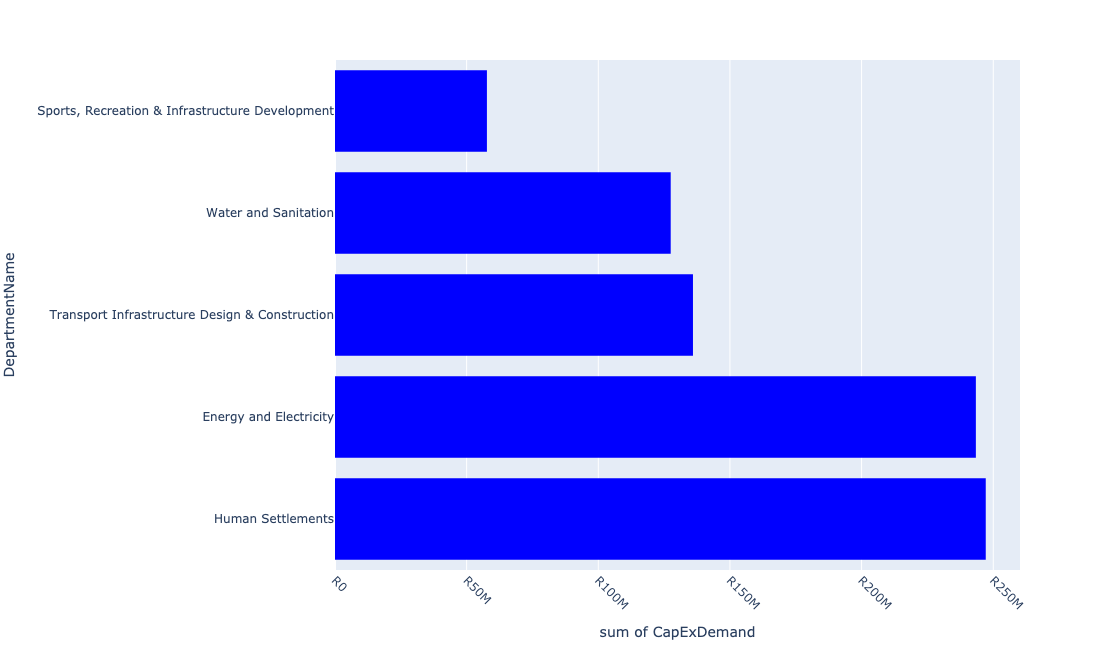 Sports, Recreation & Infrastructure Development
Water and Sanitation
Transport Infrastructure Design & Construction
Energy and Electricity
Human Settlements
DepartmentName
R0
R50M
R100M
R150M
R200M
R250M
sum of CapExDemand